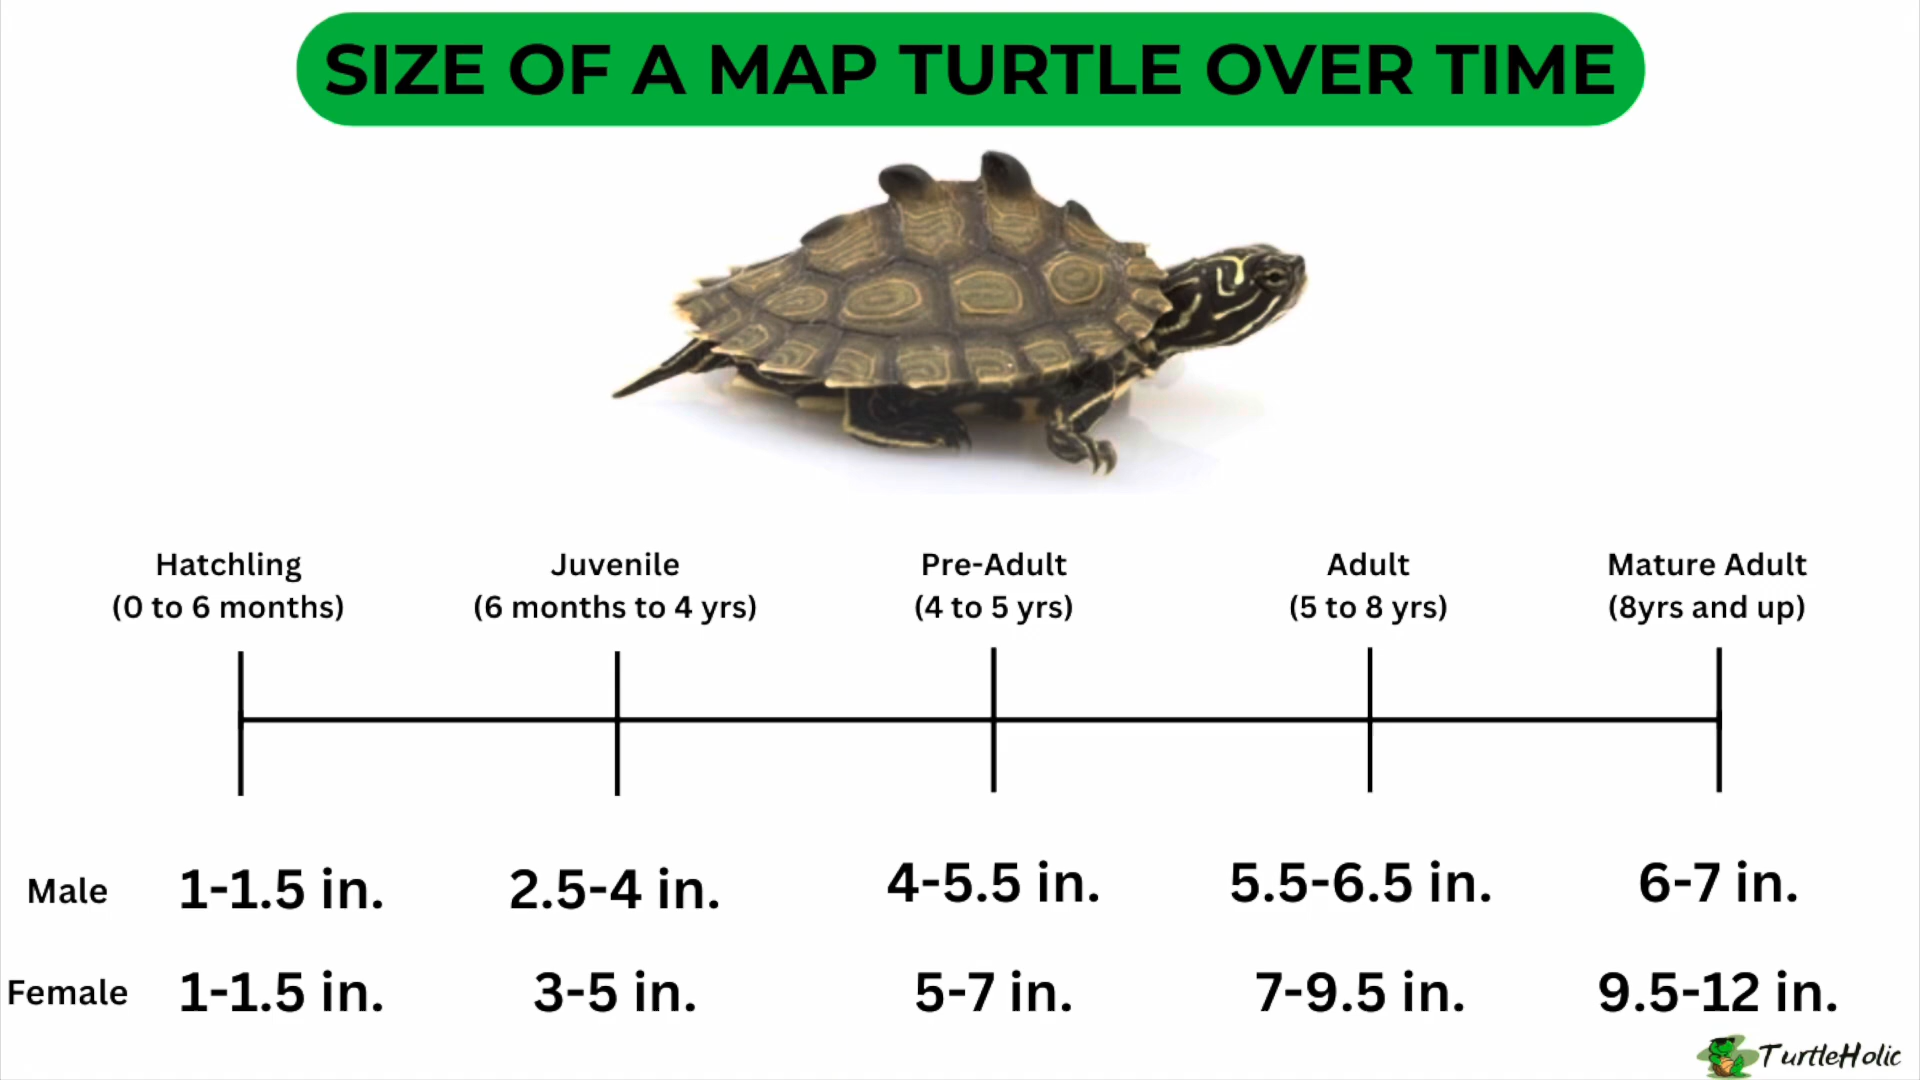 SIZE OF A MAP TURTLE OVER TIME
Hatchling
(0 to 6 months)
Juvenile
(6 months to 4 yrs)
Pre-Adult
(4 to 5 yrs)
Adult
(5 to 8 yrs)
Mature Adult
(8yrs and up)
Male 1-1.5 in. 2.5-4 in. 4-5.5 in. 5.5-6.5 in. 6-7 in.
Female 1-1.5 in. 3-5 in. 5-7 in. 7-9.5 in. 9.5-12 in.
TurtleHolic